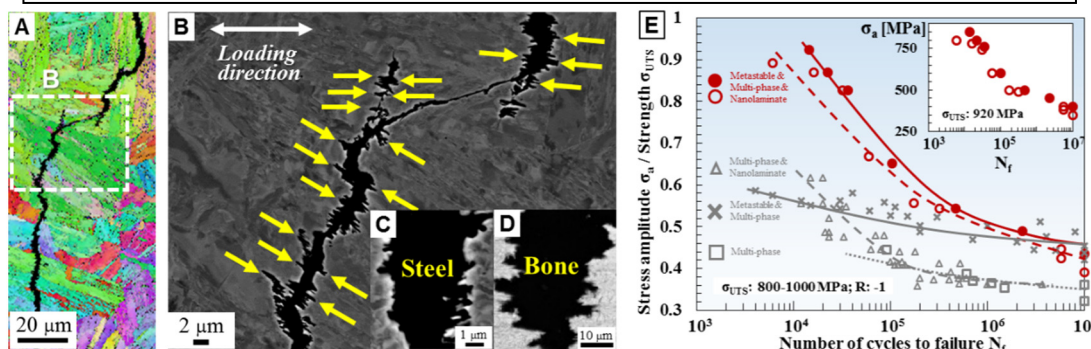 A
B
20 μm
B
Loading
direction
2 μm
C
Steel
1 μm
D
Bone
10 μm
E
Stress amplitude σa / Strength σUTS
1
0.9
0.8
0.7
0.6
0.5
0.4
0.3
Metastable &
Multi-phase &
Nanolaminate
Multi-phase &
Nanolaminate
Metastable &
Multi-phase
Multi-phase
σUTS: 800-1000 MPa; R: -1
10³ 10⁴ 10⁵ 10⁶ 10
Number of cycles to failure Nf
σa [MPa]
750
500
250
σUTS: 920 MPa
10³ 10⁵ 10⁷
Nf